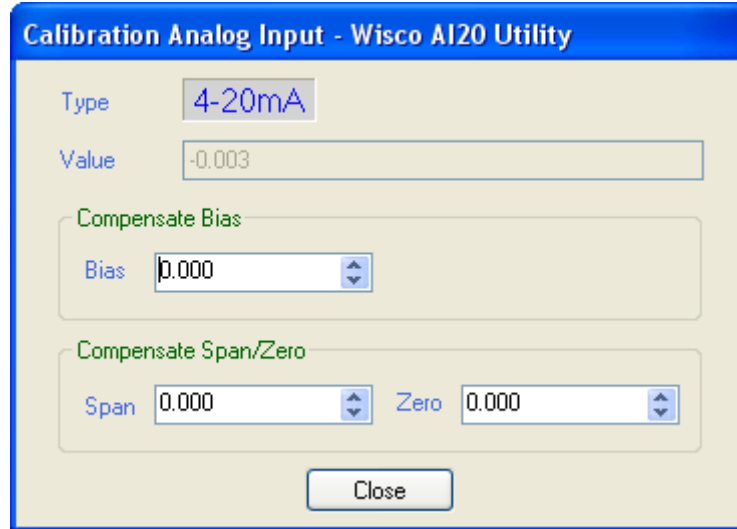 Calibration Analog Input - Wisco AI20 Utility
Type 4-20mA
Value -0.003
Compensate Bias
Bias 0.000
Compensate Span/Zero
Span 0.000 Zero 0.000
Close